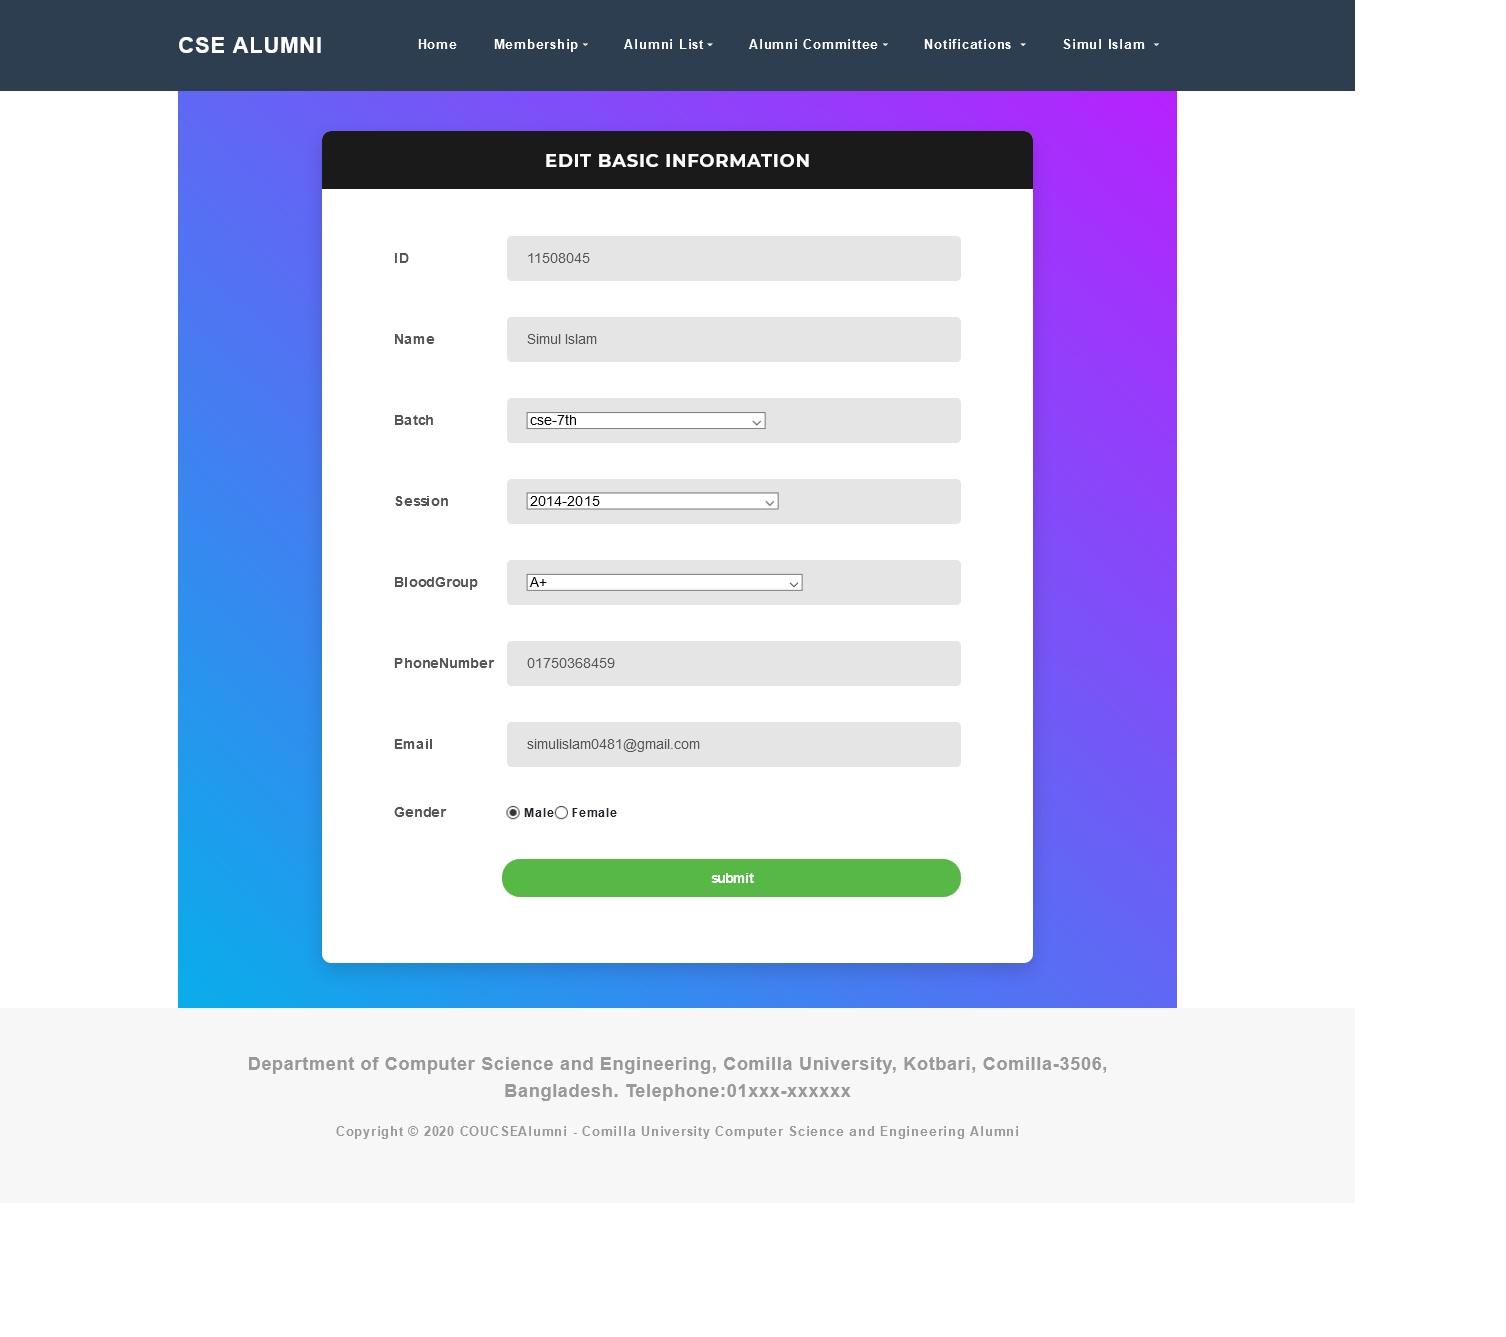 CSE ALUMNI Home Membership Alumni List Alumni Committee Notifications Simul Islam
EDIT BASIC INFORMATION
ID 11508045
Name Simul Islam
Batch cse-7th
Session 2014-2015
BloodGroup A+
PhoneNumber 01750368459
Email simulislam0481@gmail.com
Gender Male Female
submit
Department of Computer Science and Engineering, Comilla University, Kotbari, Comilla-3506,
Bangladesh. Telephone:01xxx-xxxxxx
Copyright © 2020 COUCSEAlumni - Comilla University Computer Science and Engineering Alumni